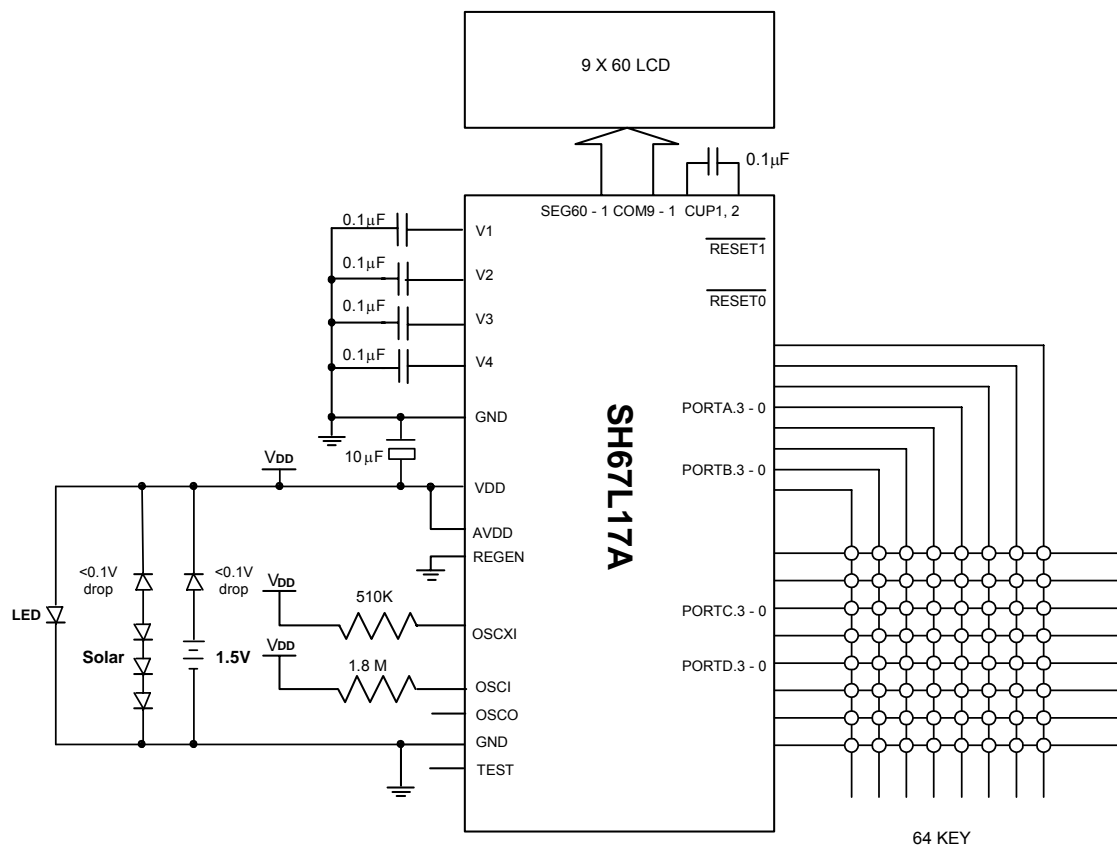 9 X 60 LCD
0.1μF
SEG60 - 1 COM9 - 1 CUP1, 2
0.1μF
V1
RESET1
0.1μF
V2
RESET0
0.1μF
V3
0.1μF
V4
SH67L17A
PORTA.3 - 0
GND
10 μF
VDD
PORTB.3 - 0
VDD
AVDD
REGEN
<0.1V
drop
<0.1V
drop
VDD
510K
PORTC.3 - 0
LED
OSCXI
Solar
1.5V
VDD
1.8 M
PORTD.3 - 0
OSCI
OSCO
GND
TEST
64 KEY